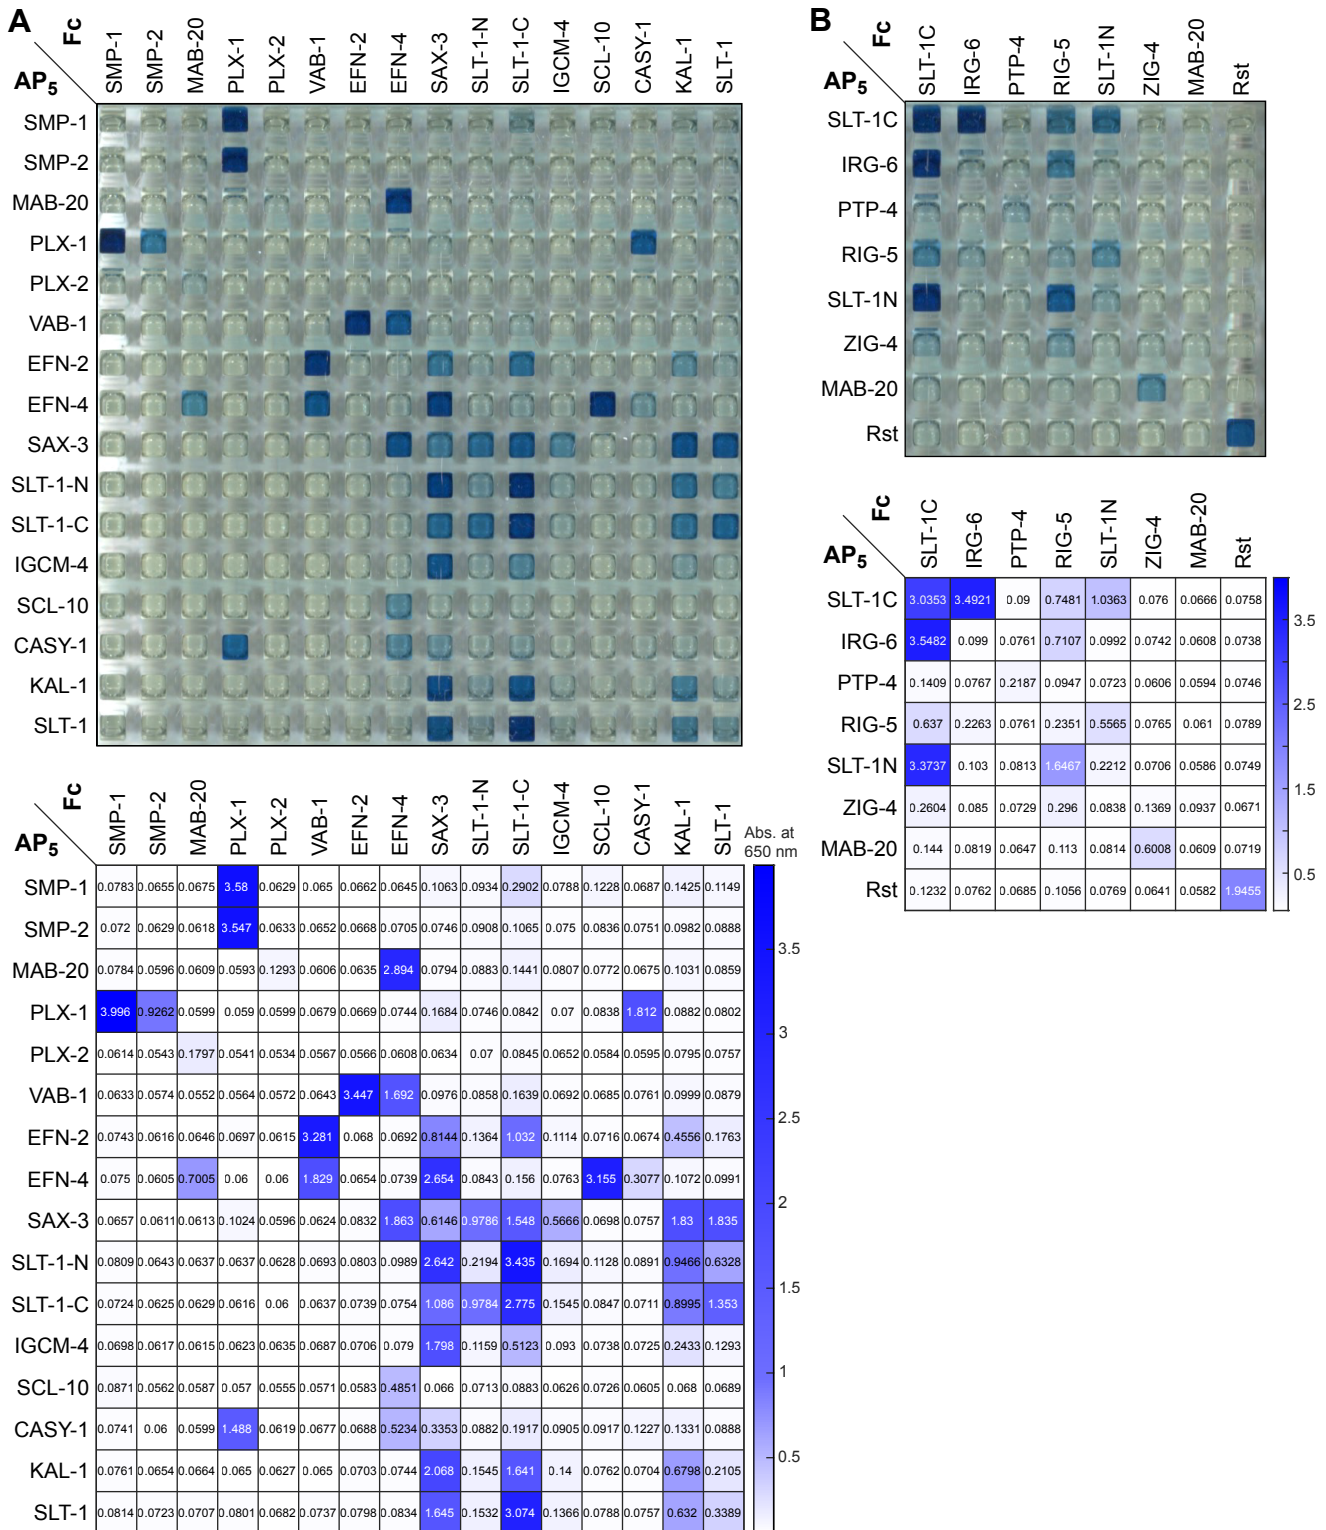 A
Fc
AP5
SMP-1 SMP-2 MAB-20 PLX-1 PLX-2 VAB-1 EFN-2 EFN-4 SAX-3 SLT-1-N SLT-1-C IGCM-4 SCL-10 CASY-1 KAL-1 SLT-1
SMP-1
SMP-2
MAB-20
PLX-1
PLX-2
VAB-1
EFN-2
EFN-4
SAX-3
SLT-1-N
SLT-1-C
IGCM-4
SCL-10
CASY-1
KAL-1
SLT-1
Fc
AP5
SMP-1 SMP-2 MAB-20 PLX-1 PLX-2 VAB-1 EFN-2 EFN-4 SAX-3 SLT-1-N SLT-1-C IGCM-4 SCL-10 CASY-1 KAL-1 SLT-1
SMP-1 0.0783 0.0655 0.0675 3.58 0.0629 0.065 0.0662 0.0645 0.1063 0.0934 0.2902 0.0788 0.1228 0.0687 0.1425 0.1149
SMP-2 0.072 0.0629 0.0618 3.547 0.0633 0.0652 0.0668 0.0705 0.0746 0.0908 0.1065 0.075 0.0836 0.0751 0.0982 0.0888
MAB-20 0.0784 0.0596 0.0609 0.0593 0.1293 0.0606 0.0635 2.894 0.0794 0.0883 0.1441 0.0807 0.0772 0.0675 0.1031 0.0859
PLX-1 3.996 0.9262 0.0599 0.059 0.0599 0.0679 0.0669 0.0744 0.1684 0.0746 0.0842 0.07 0.0838 1.812 0.0882 0.0802
PLX-2 0.0614 0.0543 0.1797 0.0541 0.0534 0.0567 0.0566 0.0608 0.0634 0.07 0.0845 0.0652 0.0584 0.0595 0.0795 0.0757
VAB-1 0.0633 0.0574 0.0552 0.0564 0.0572 0.0643 3.447 1.692 0.0976 0.0858 0.1639 0.0692 0.0685 0.0761 0.0999 0.0879
EFN-2 0.0743 0.0616 0.0646 0.0697 0.0615 3.281 0.068 0.0692 0.8144 0.1364 1.032 0.1114 0.0716 0.0674 0.4556 0.1763
EFN-4 0.075 0.0605 0.7005 0.06 0.06 1.829 0.0654 0.0739 2.654 0.0843 0.156 0.0763 3.155 0.3077 0.1072 0.0991
SAX-3 0.0657 0.0611 0.0613 0.1024 0.0596 0.0624 0.0832 1.863 0.6146 0.9786 1.548 0.5666 0.0698 0.0757 1.83 1.835
SLT-1-N 0.0809 0.0643 0.0637 0.0637 0.0628 0.0693 0.0803 0.0989 2.642 0.2194 3.435 0.1694 0.1128 0.0891 0.9466 0.6328
SLT-1-C 0.0724 0.0625 0.0629 0.0616 0.06 0.0637 0.0739 0.0754 1.086 0.9784 2.775 0.1545 0.0847 0.0711 0.8995 1.353
IGCM-4 0.0698 0.0617 0.0615 0.0623 0.0635 0.0687 0.0706 0.079 1.798 0.1159 0.5123 0.093 0.0738 0.0725 0.2433 0.1293
SCL-10 0.0871 0.0562 0.0587 0.057 0.0555 0.0571 0.0583 0.4851 0.066 0.0713 0.0883 0.0626 0.0726 0.0605 0.068 0.0689
CASY-1 0.0741 0.06 0.0599 1.488 0.0619 0.0677 0.0688 0.5234 0.3353 0.0882 0.1917 0.0905 0.0917 0.1227 0.1331 0.0888
KAL-1 0.0761 0.0654 0.0664 0.065 0.0627 0.065 0.0703 0.0744 2.068 0.1545 1.641 0.14 0.0762 0.0704 0.6798 0.2105
SLT-1 0.0814 0.0723 0.0707 0.0801 0.0682 0.0737 0.0798 0.0834 1.645 0.1532 3.074 0.1366 0.0788 0.0757 0.632 0.3389
Abs. at
650 nm
3.5
3
2.5
2
1.5
1
0.5
B
Fc
AP5
SLT-1C IRG-6 PTP-4 RIG-5 SLT-1N ZIG-4 MAB-20 Rst
SLT-1C
IRG-6
PTP-4
RIG-5
SLT-1N
ZIG-4
MAB-20
Rst
Fc
AP5
SLT-1C IRG-6 PTP-4 RIG-5 SLT-1N ZIG-4 MAB-20 Rst
SLT-1C 3.0353 3.4921 0.09 0.7481 1.0363 0.076 0.0666 0.0758
IRG-6 3.5482 0.099 0.0761 0.7107 0.0992 0.0742 0.0608 0.0738
PTP-4 0.1409 0.0767 0.2187 0.0947 0.0723 0.0606 0.0594 0.0746
RIG-5 0.637 0.2263 0.0761 0.2351 0.5565 0.0765 0.061 0.0789
SLT-1N 3.3737 0.103 0.0813 1.6467 0.2212 0.0706 0.0586 0.0749
ZIG-4 0.2604 0.085 0.0729 0.296 0.0838 0.1369 0.0937 0.0671
MAB-20 0.144 0.0819 0.0647 0.113 0.0814 0.6008 0.0609 0.0719
Rst 0.1232 0.0762 0.0685 0.1056 0.0769 0.0641 0.0582 1.9455
3.5
2.5
1.5
0.5